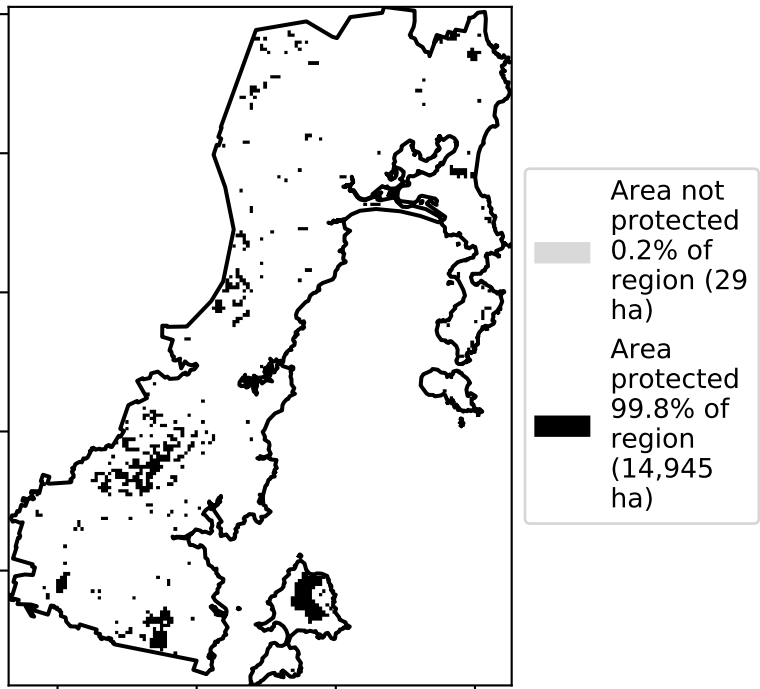 Area not
protected
0.2% of
region (29
ha)
Area
protected
99.8% of
region
(14,945
ha)